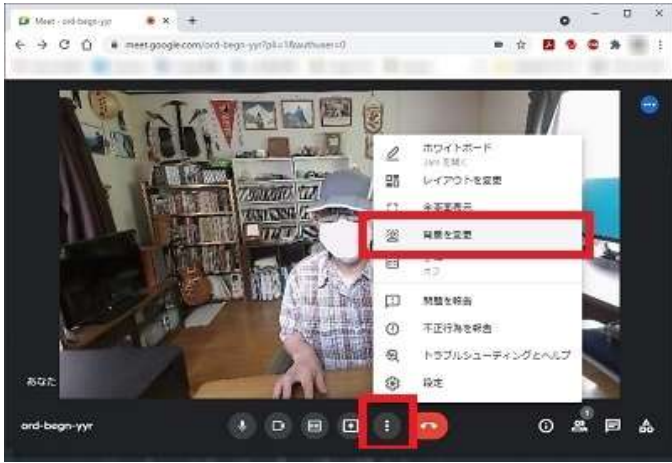 Meet - ord-begn-yyr
meet.google.com/ord-begn-yyr?pli=1&authuser=0
ホワイトボード
Jam を開く
レイアウトを変更
全画面表示
背景を変更
オフ
問題を報告
不正行為を報告
トラブルシューティングとヘルプ
設定
あなた
ord-begn-yyr
1